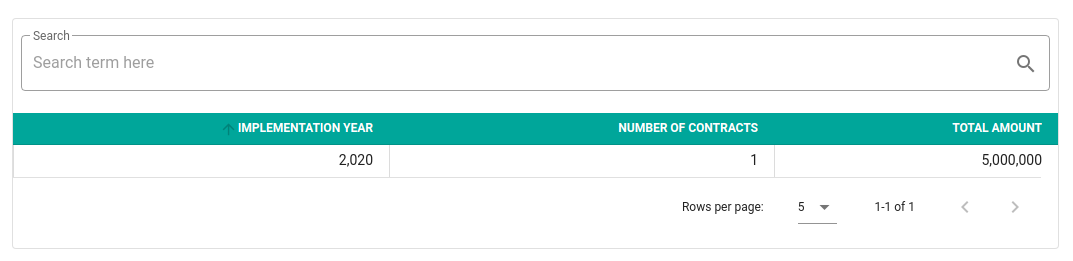 Search
Search term here
IMPLEMENTATION YEAR NUMBER OF CONTRACTS TOTAL AMOUNT
2,020 1 5,000,000
Rows per page: 5 1-1 of 1